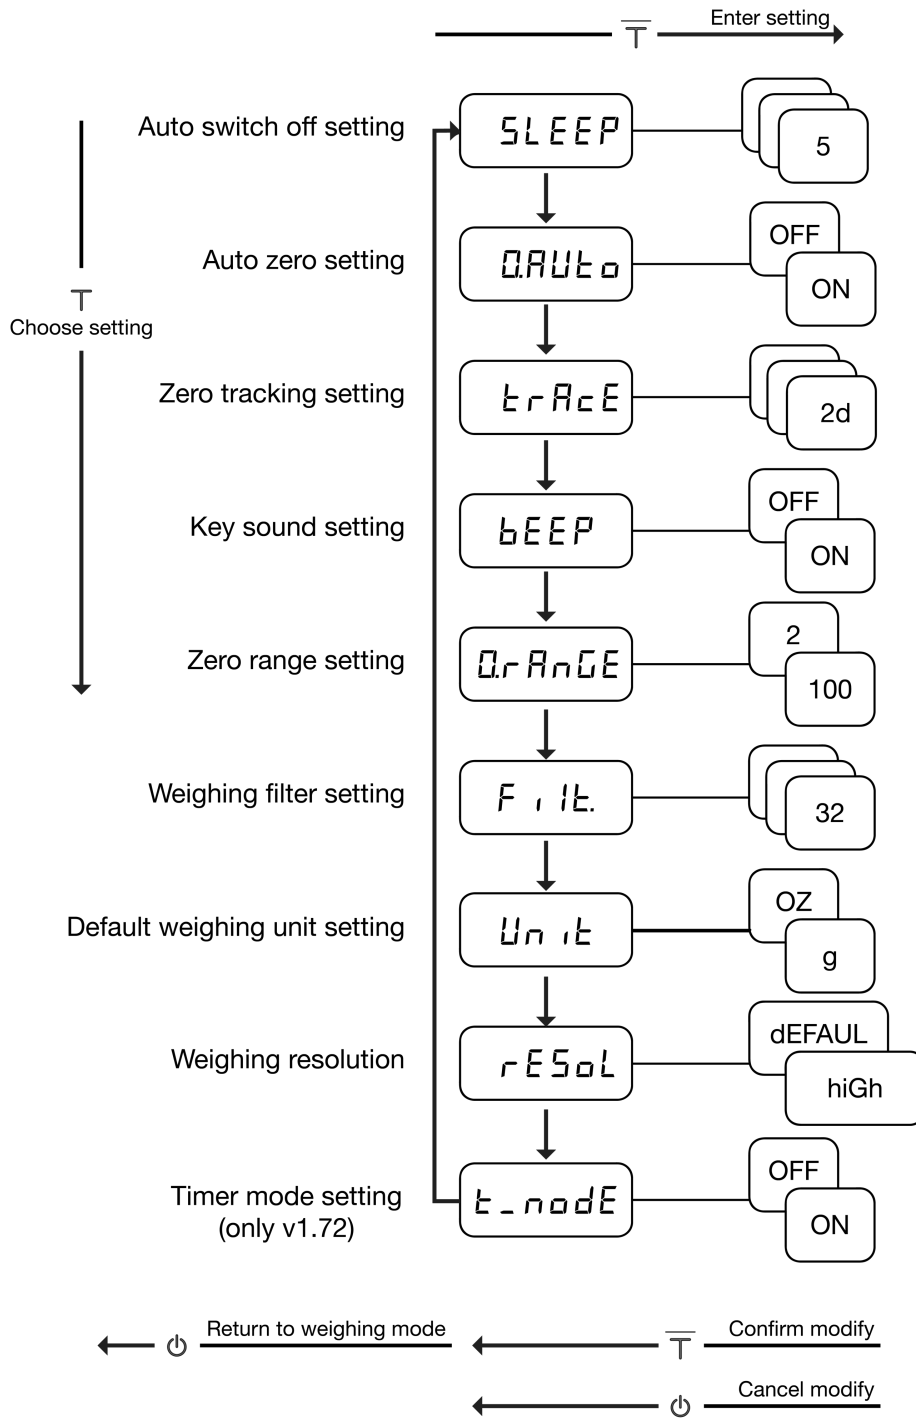 T Enter setting
Auto switch off setting SLEEP 5
Auto zero setting 0.AUto OFF
ON
T
Choose setting
Zero tracking setting trAcE 2d
Key sound setting bEEP OFF
ON
Zero range setting 0.rAnGE 2
100
Weighing filter setting Filt. 32
Default weighing unit setting Unit OZ
g
Weighing resolution rESoL dEFAUL
hiGh
Timer mode setting t_nodE OFF
(only v1.72) ON
Return to weighing mode T Confirm modify
Cancel modify